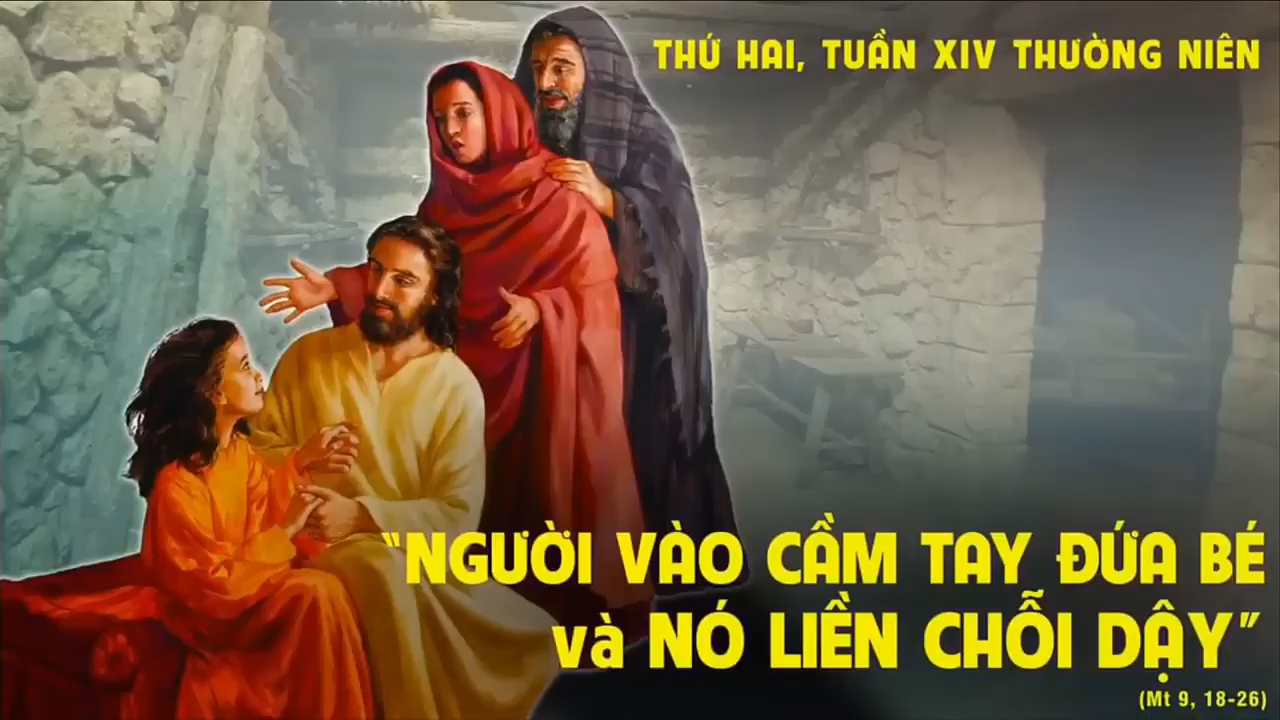 THỨ HAI, TUẦN XIV THƯỜNG NIÊN
"NGƯỜI VÀO CẦM TAY ĐỨA BÉ
và NÓ LIỀN CHỖI DẬY"
(Mt 9, 18-26)